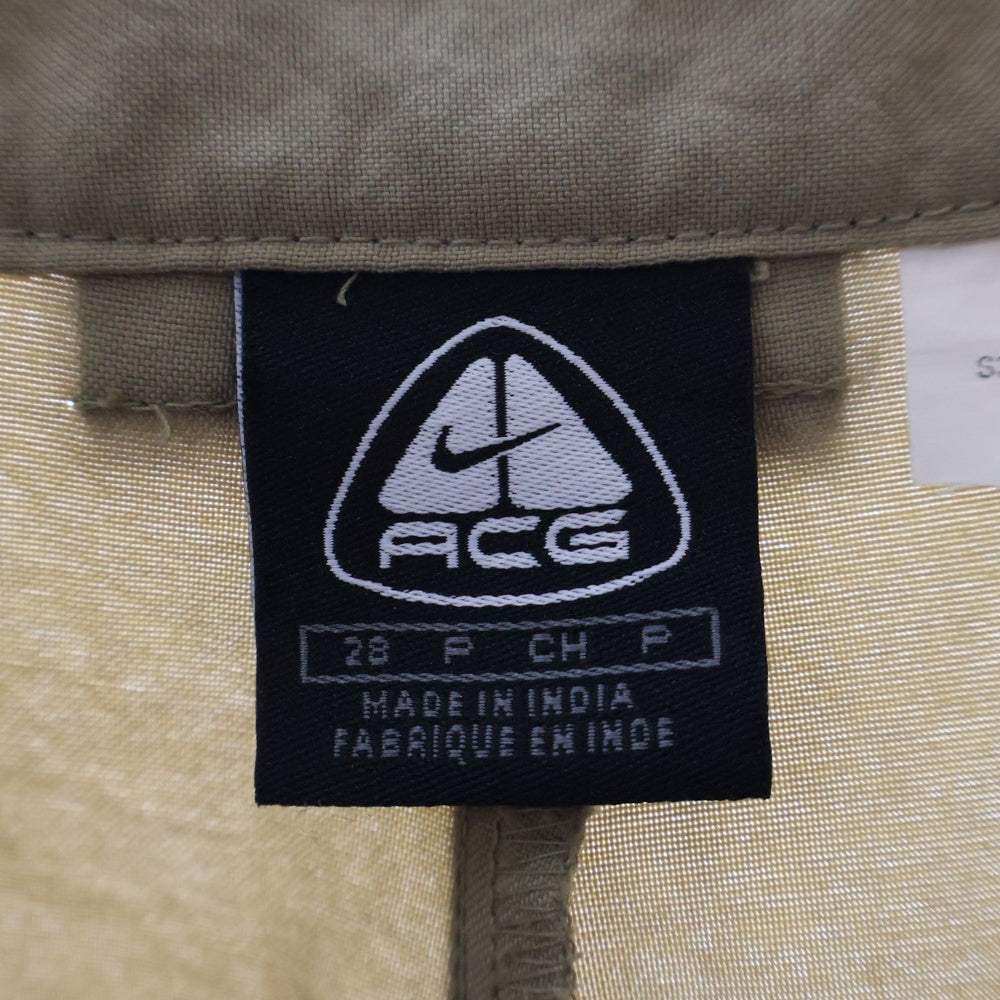 ACG
28 P CH P
MADE IN INDIA
FABRIQUE EN INDE